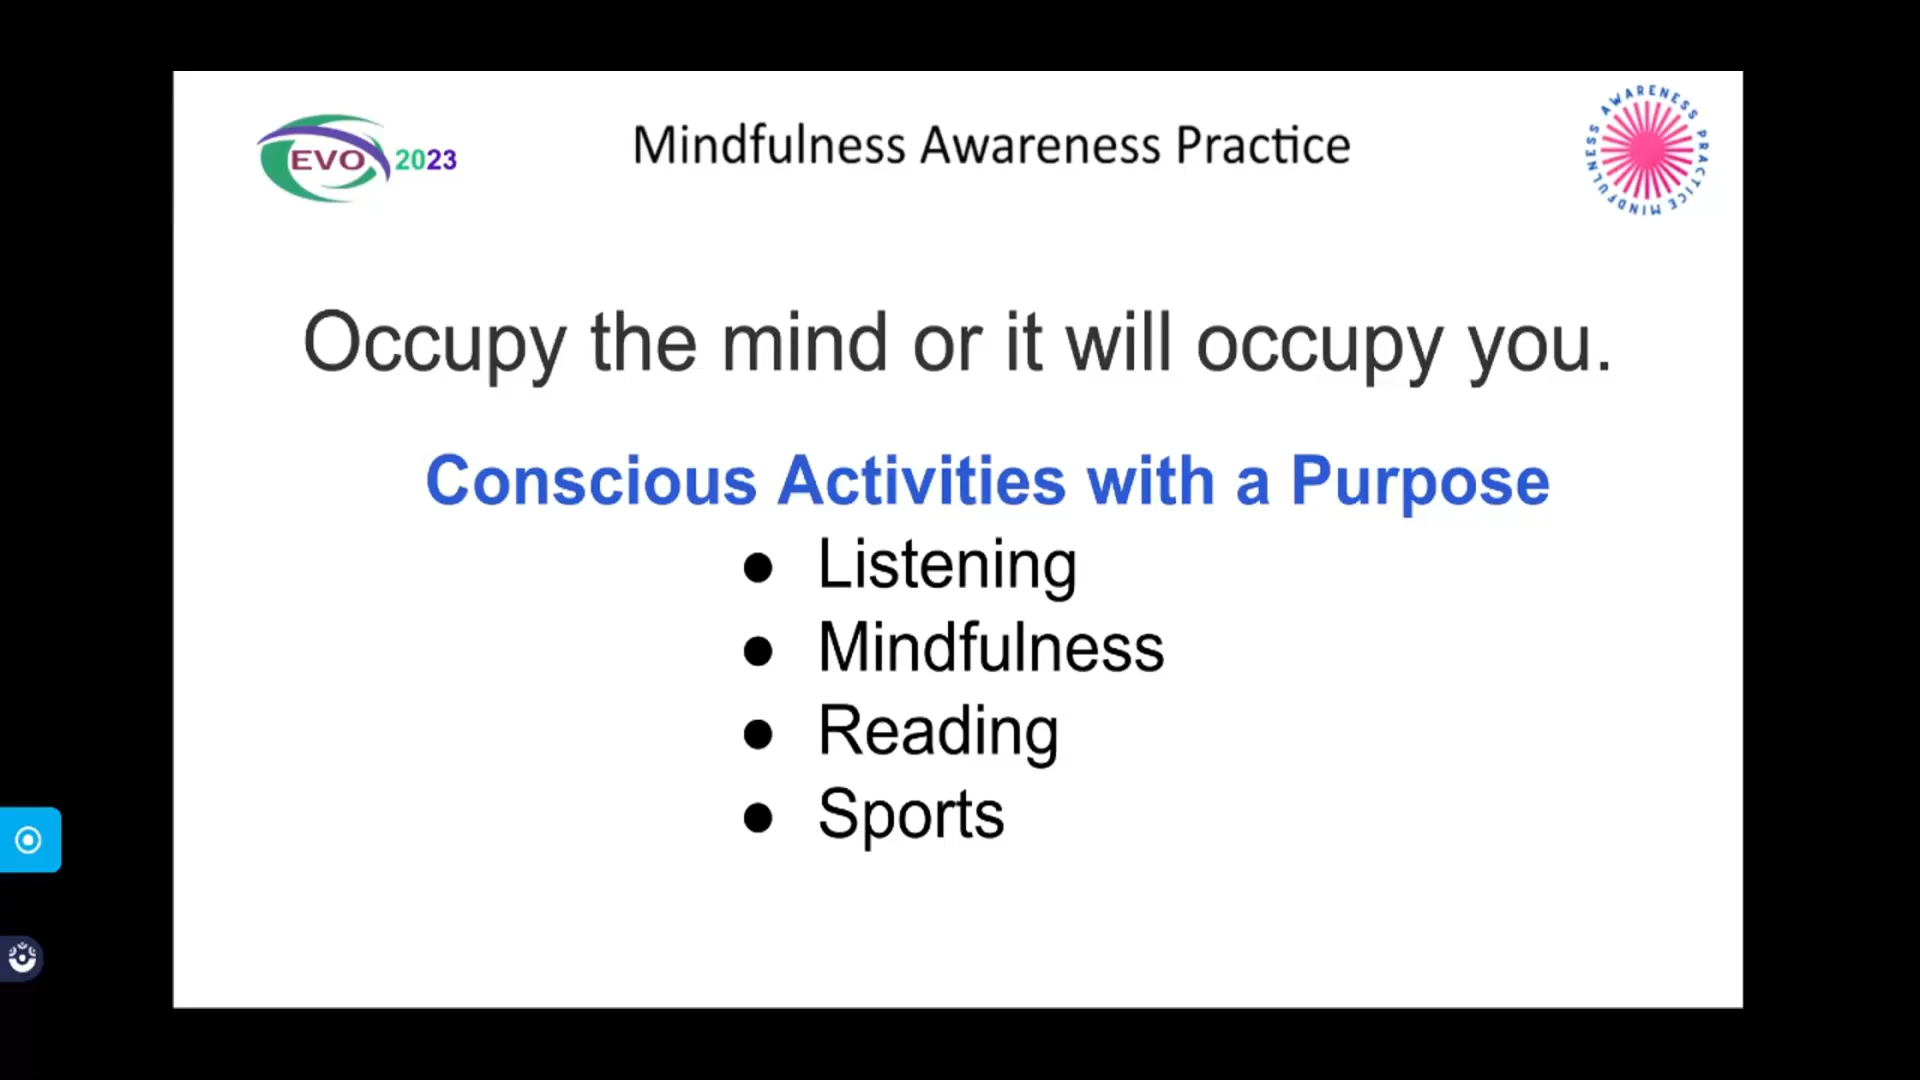 EVO 2023
Mindfulness Awareness Practice
MINDFULNESS AWARENESS PRACTICE
Occupy the mind or it will occupy you.
Conscious Activities with a Purpose
● Listening
● Mindfulness
● Reading
● Sports